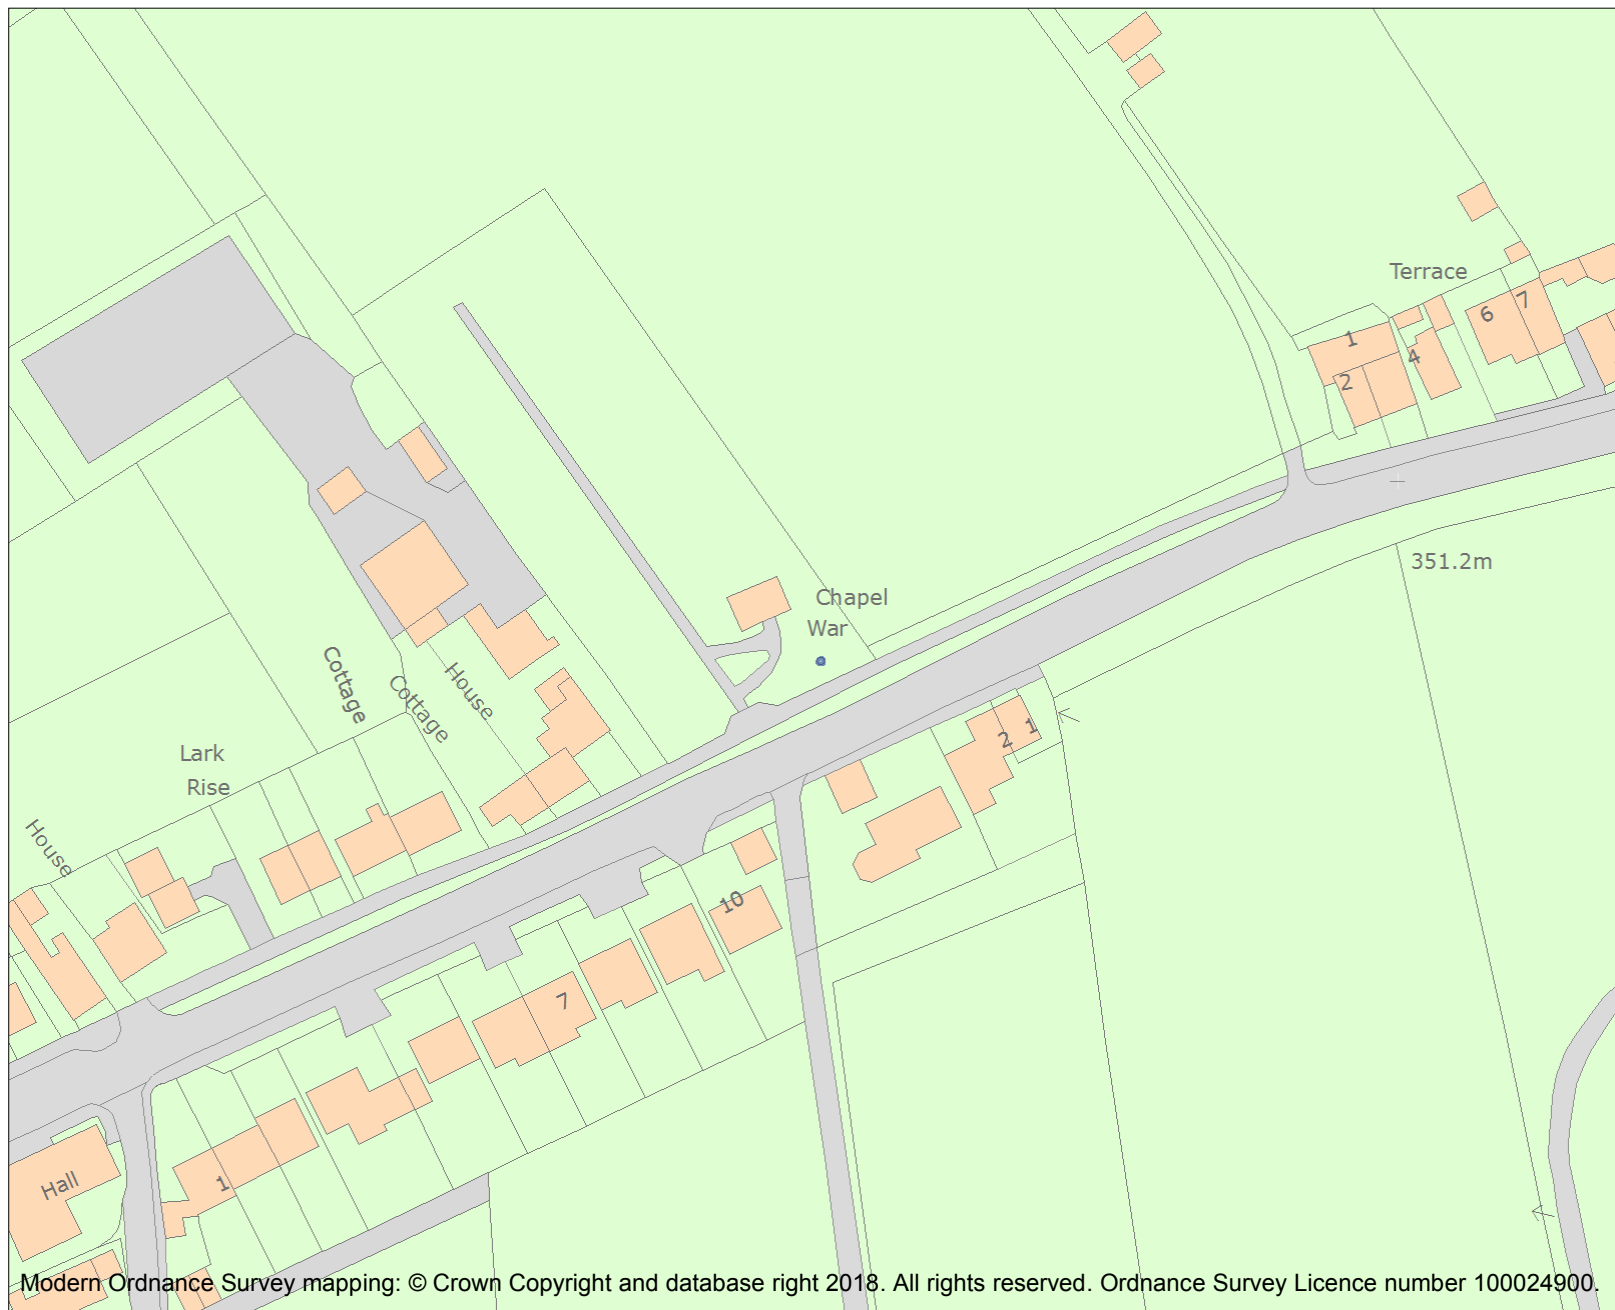 Terrace
1
2
4
6
7
351.2m
Chapel
War
Cottage
Cottage
House
Lark
Rise
House
2
1
10
7
1
Hall
Modern Ordnance Survey mapping: © Crown Copyright and database right 2018. All rights reserved. Ordnance Survey Licence number 100024900.